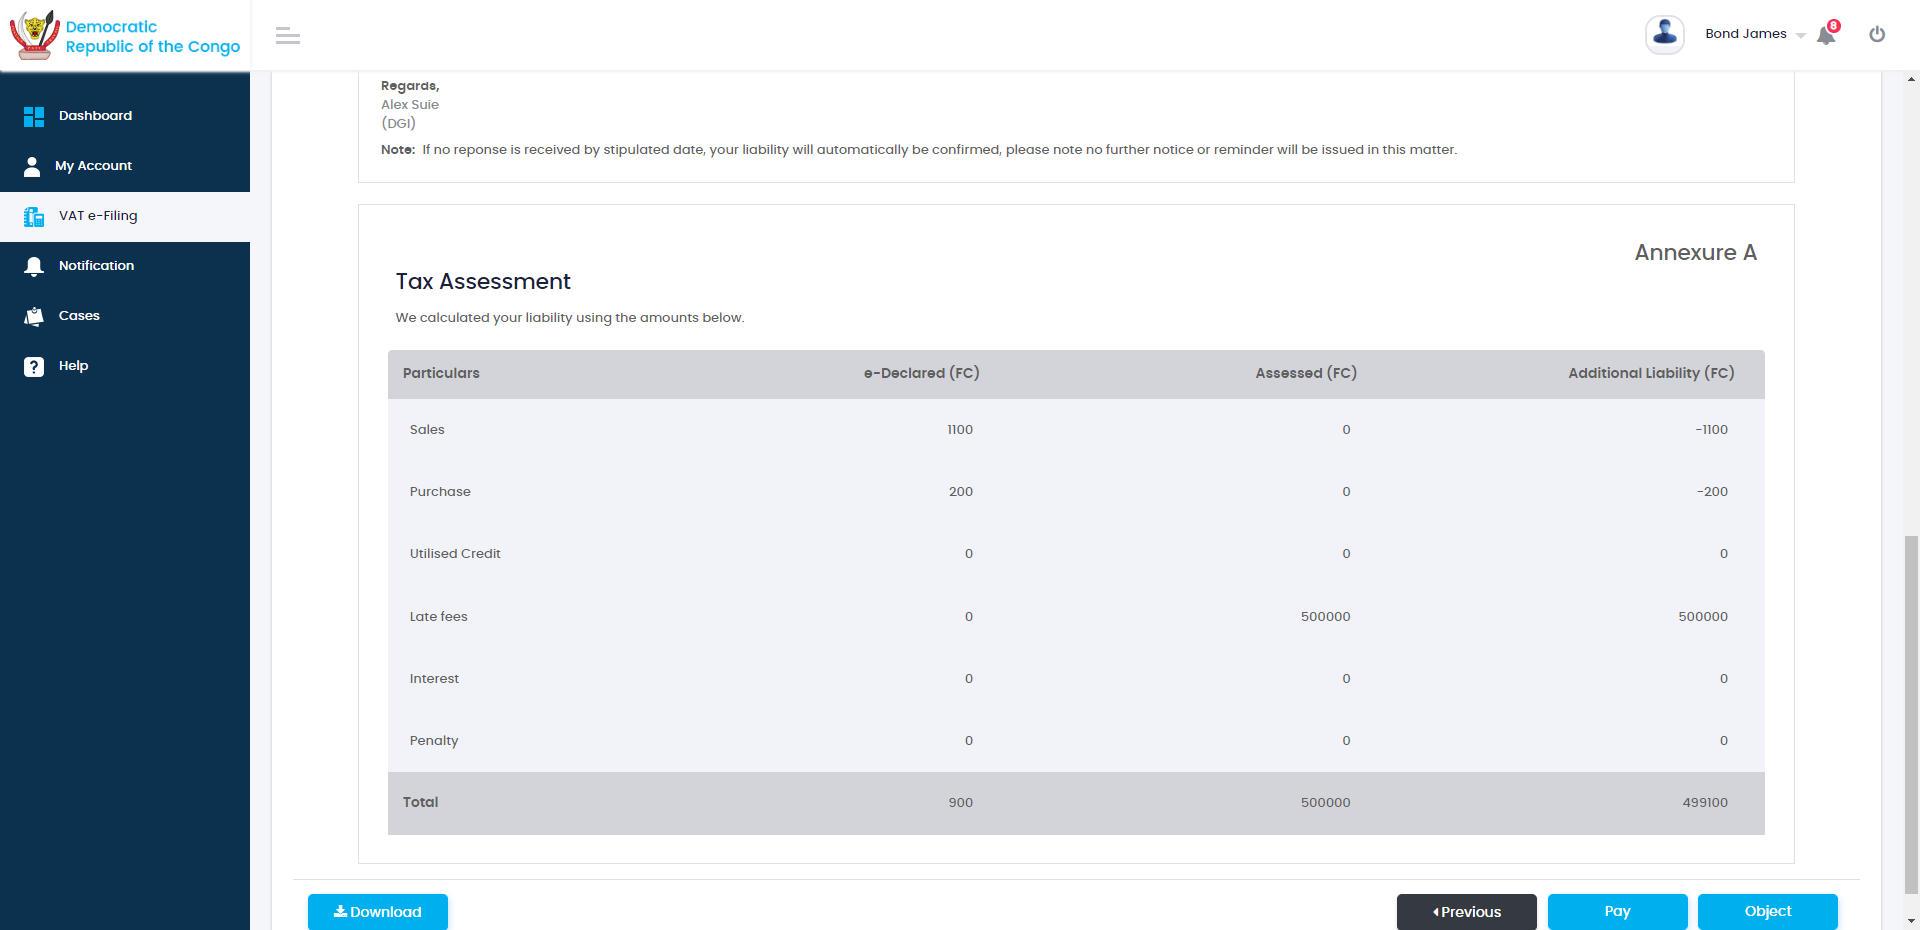 Democratic
Republic of the Congo
Bond James
8
Dashboard
My Account
VAT e-Filing
Notification
Cases
? Help
Regards,
Alex Suie
(DGI)
Note: If no reponse is received by stipulated date, your liability will automatically be confirmed, please note no further notice or reminder will be issued in this matter.
Annexure A
Tax Assessment
We calculated your liability using the amounts below.
Particulars e-Declared (FC) Assessed (FC) Additional Liability (FC)
Sales 1100 0 -1100
Purchase 200 0 -200
Utilised Credit 0 0 0
Late fees 0 500000 500000
Interest 0 0 0
Penalty 0 0 0
Total 900 500000 499100
Download
Previous
Pay
Object